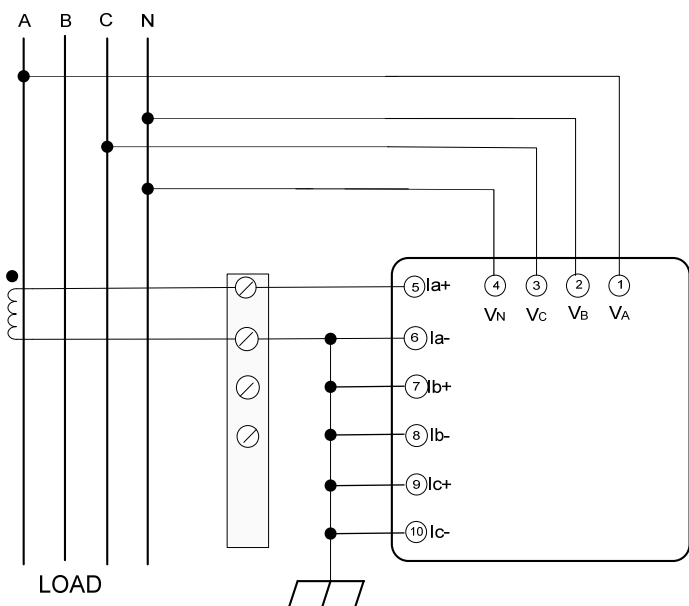 A B C N
5 Ia+
4 3 2 1
VN VC VB VA
6 Ia-
7 Ib+
8 Ib-
9 Ic+
10 Ic-
LOAD